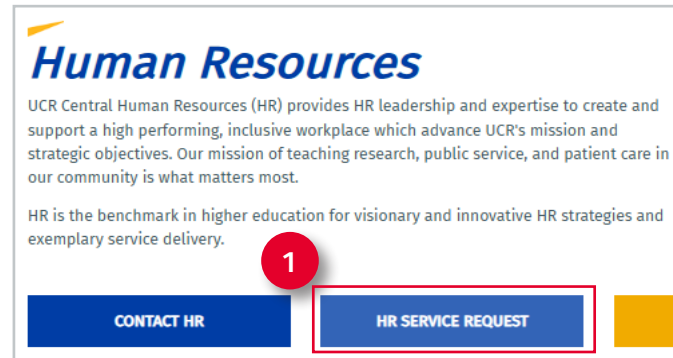 Human Resources
UCR Central Human Resources (HR) provides HR leadership and expertise to create and
support a high performing, inclusive workplace which advance UCR's mission and
strategic objectives. Our mission of teaching research, public service, and patient care in
our community is what matters most.
HR is the benchmark in higher education for visionary and innovative HR strategies and
exemplary service delivery.
1
CONTACT HR
HR SERVICE REQUEST